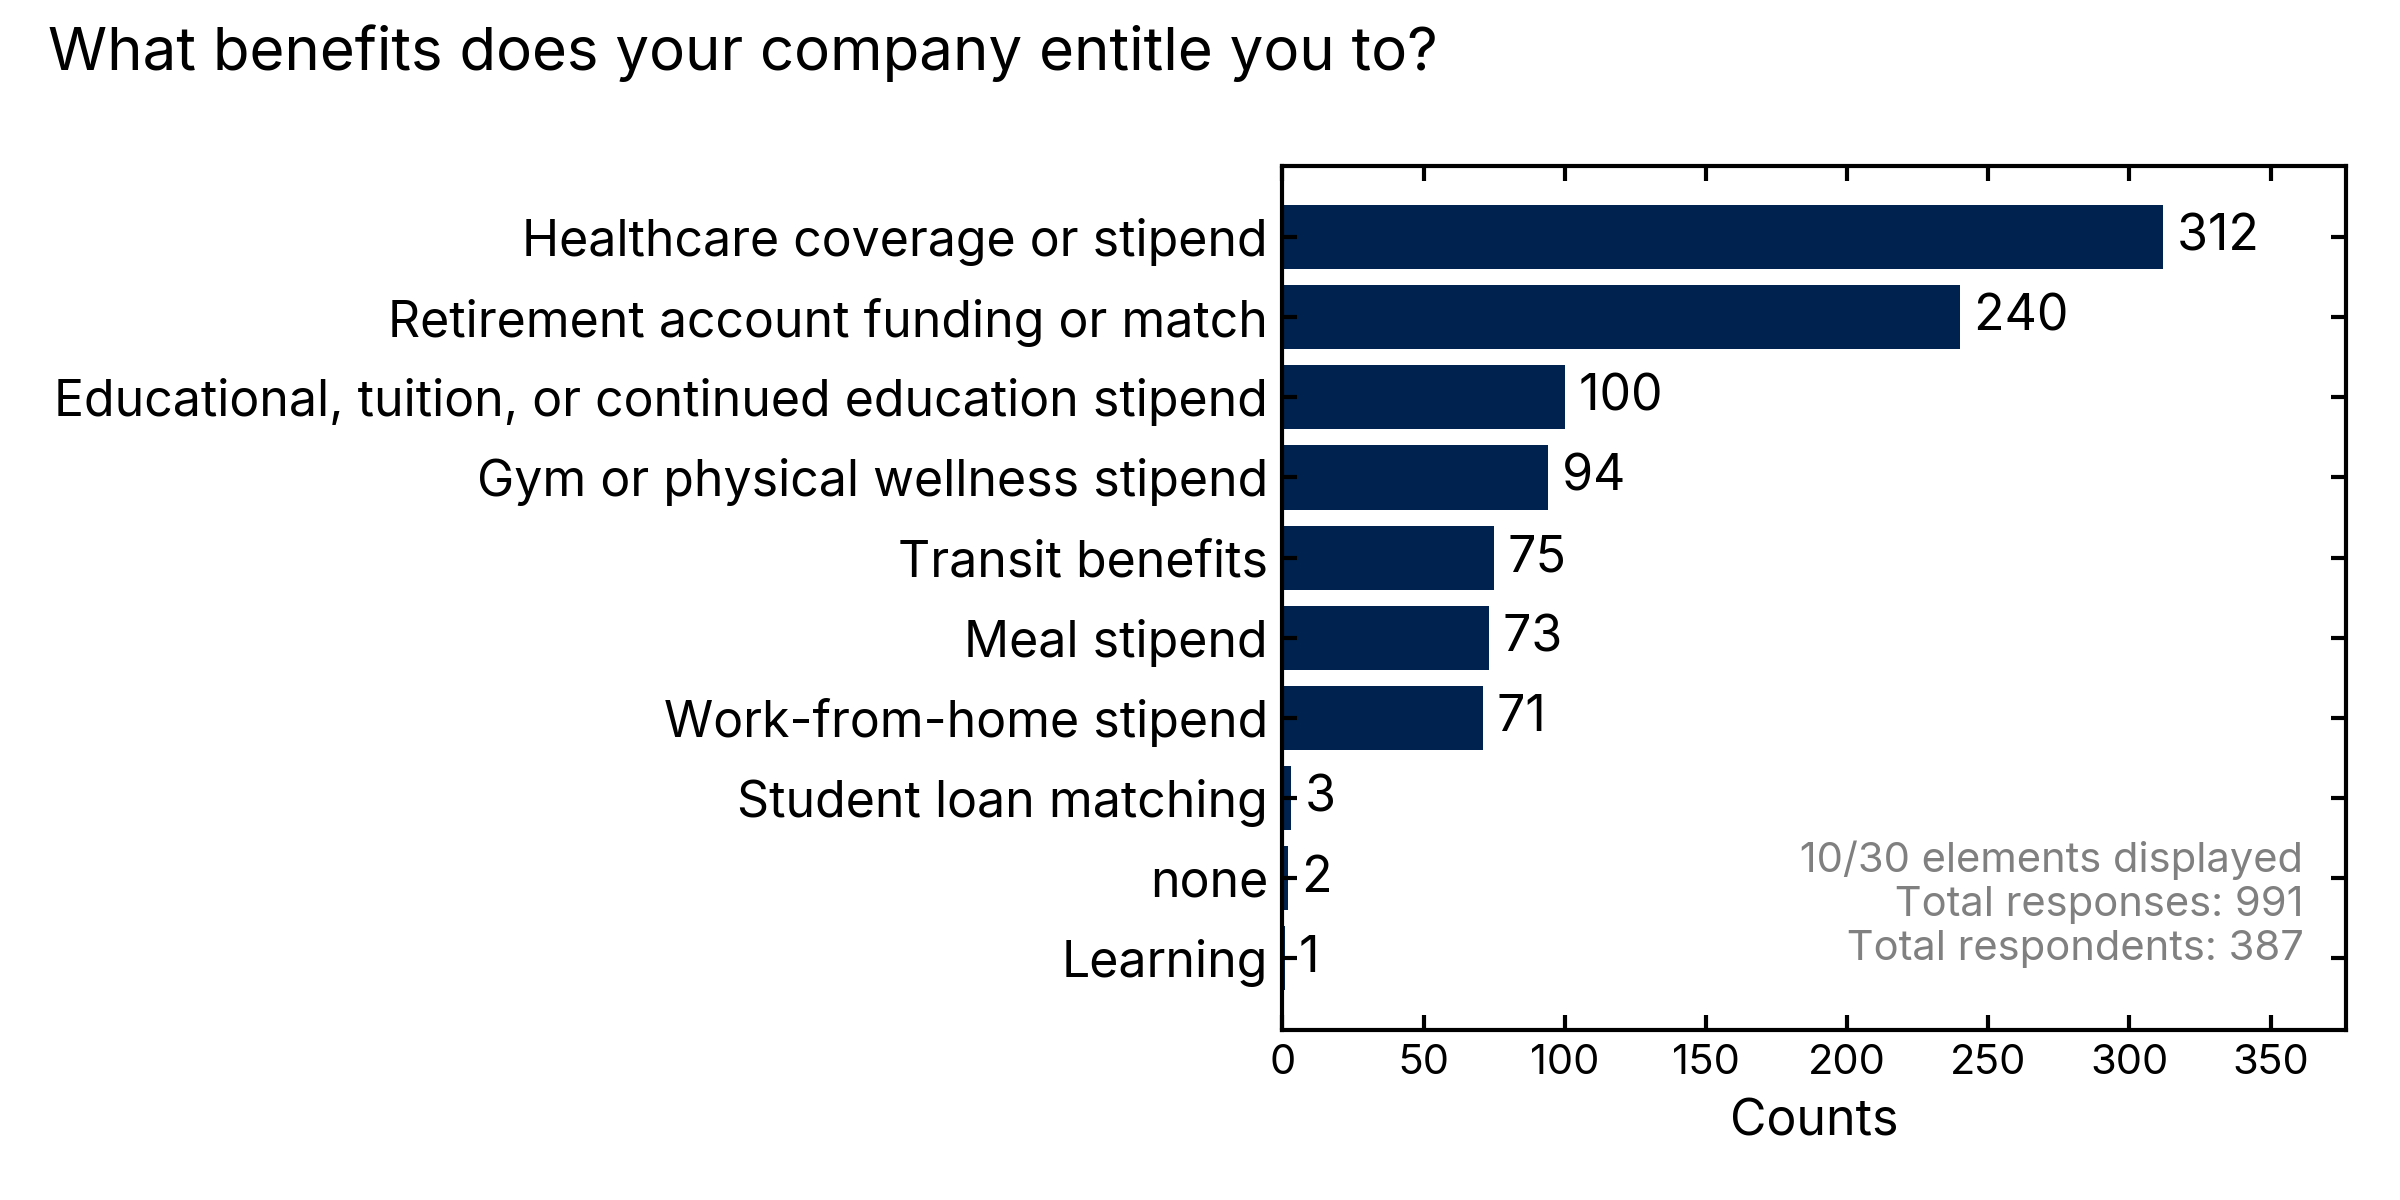 What benefits does your company entitle you to?
Healthcare coverage or stipend 312
Retirement account funding or match 240
Educational, tuition, or continued education stipend 100
Gym or physical wellness stipend 94
Transit benefits 75
Meal stipend 73
Work-from-home stipend 71
Student loan matching 3
none 2
Learning 1
10/30 elements displayed
Total responses: 991
Total respondents: 387
0 50 100 150 200 250 300 350
Counts